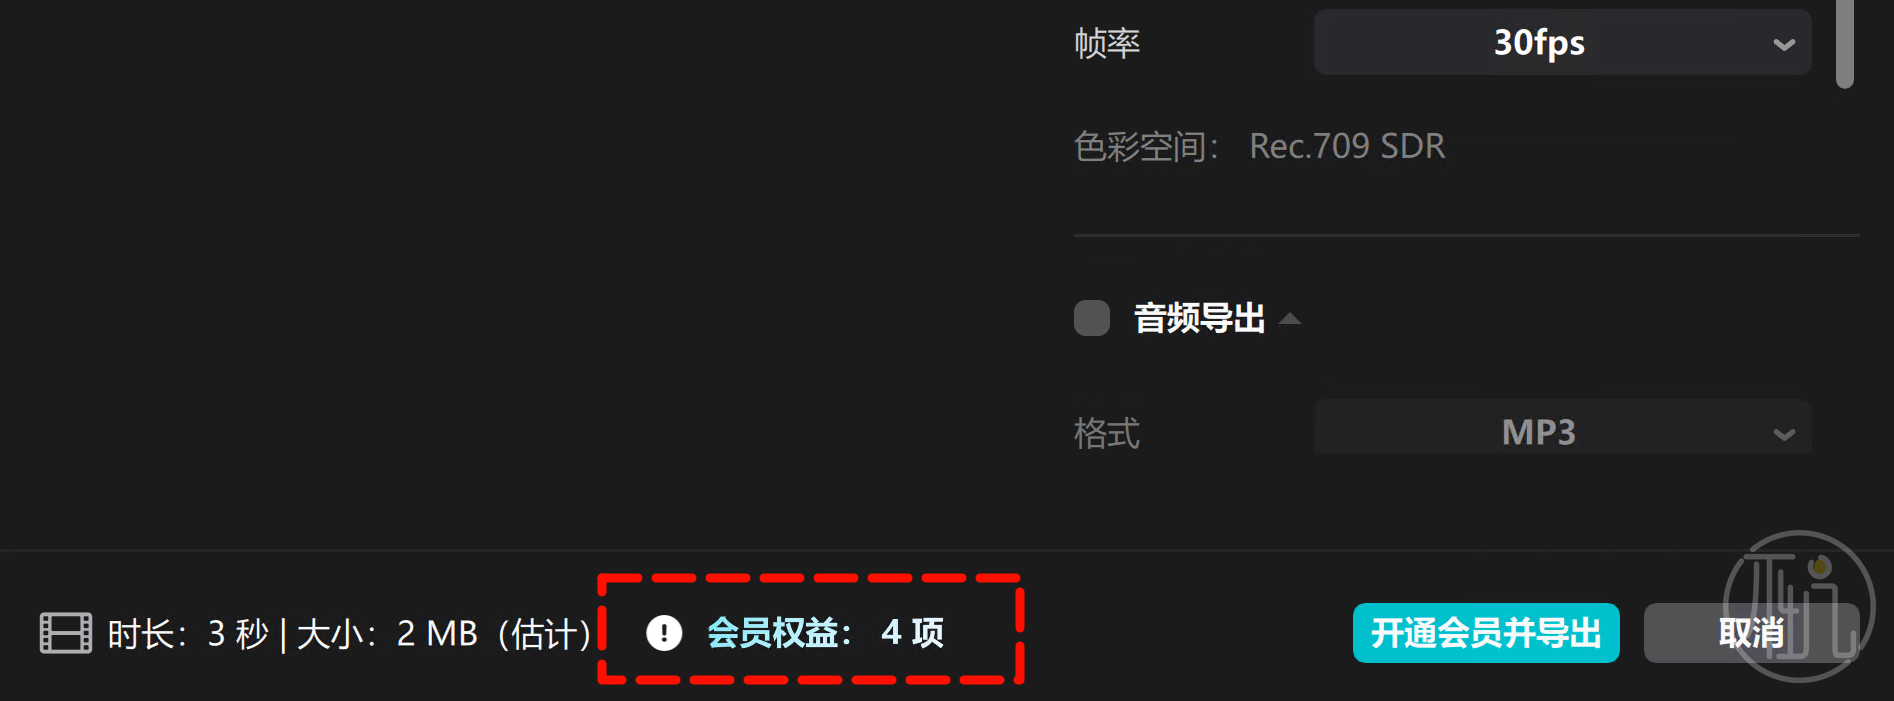 帧率 30fps
色彩空间： Rec.709 SDR
音频导出
格式 MP3
时长：3 秒 | 大小：2 MB（估计） 会员权益： 4 项 开通会员并导出 取消